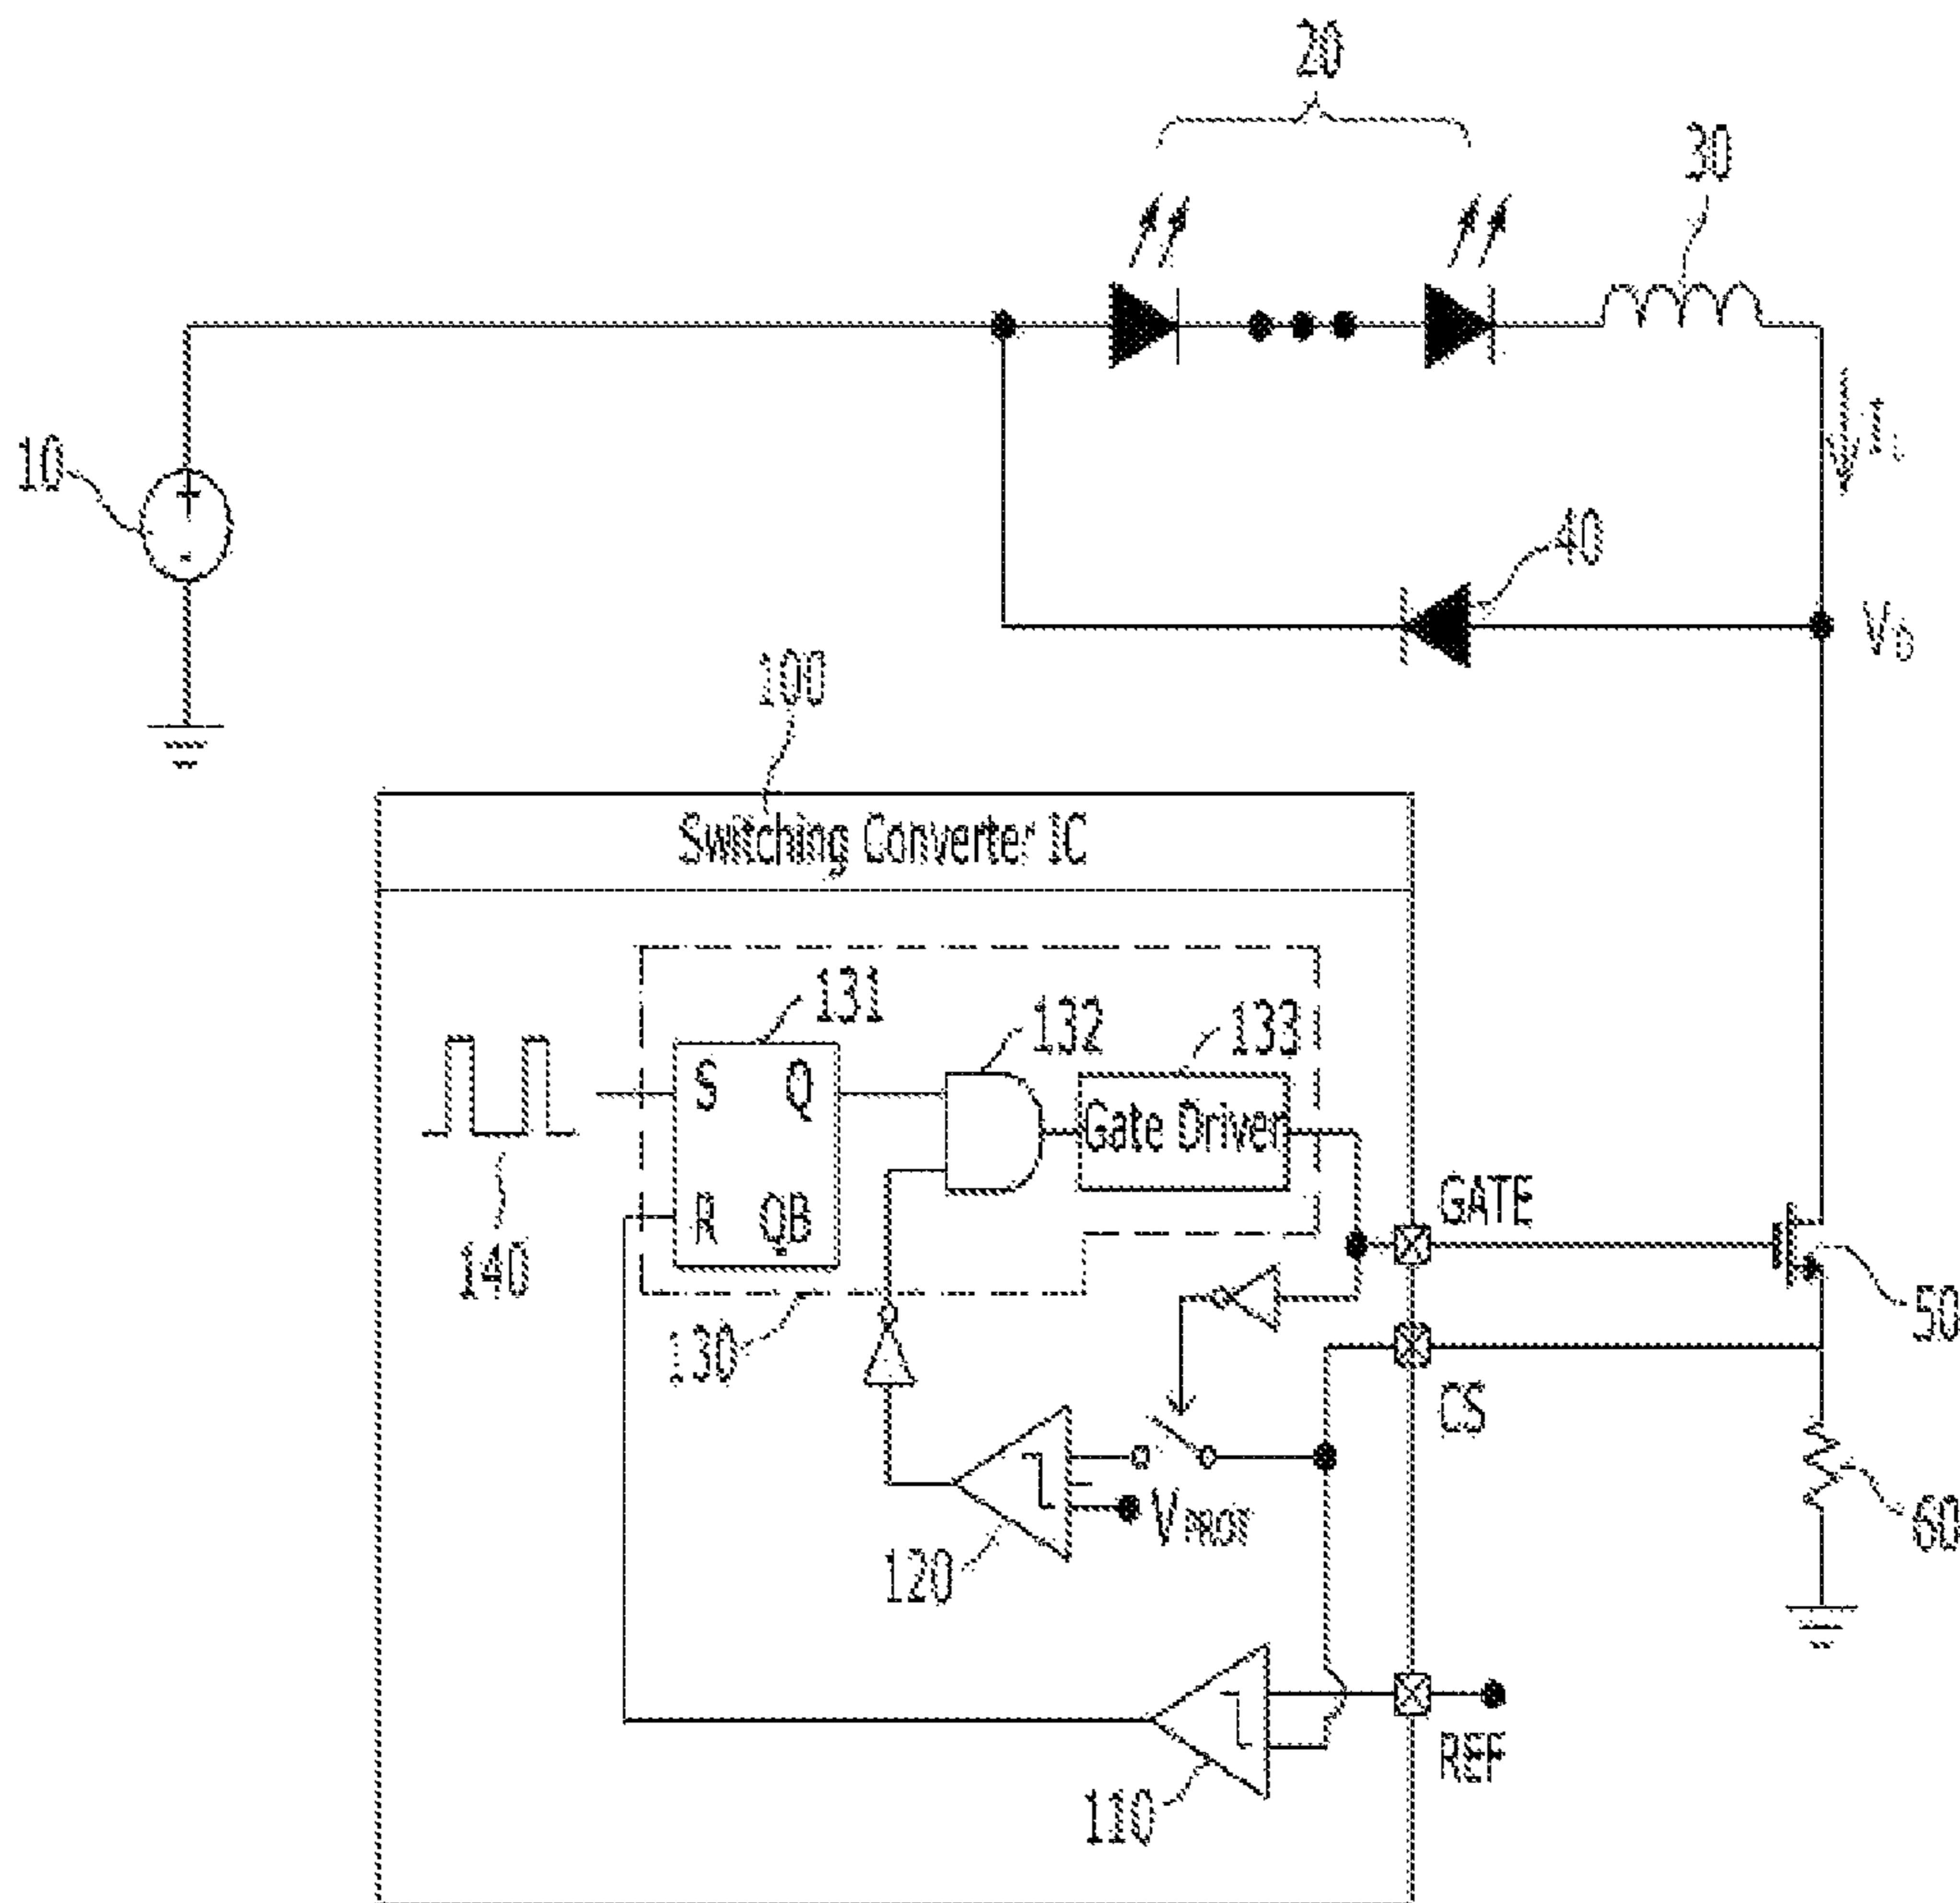 20
30
10
I_L
40
V_D
100
Switching Converter IC
131
132
133
S Q
Gate Driver
R QB
140
GATE
50
130
CS
V_PROT
120
60
REF
110